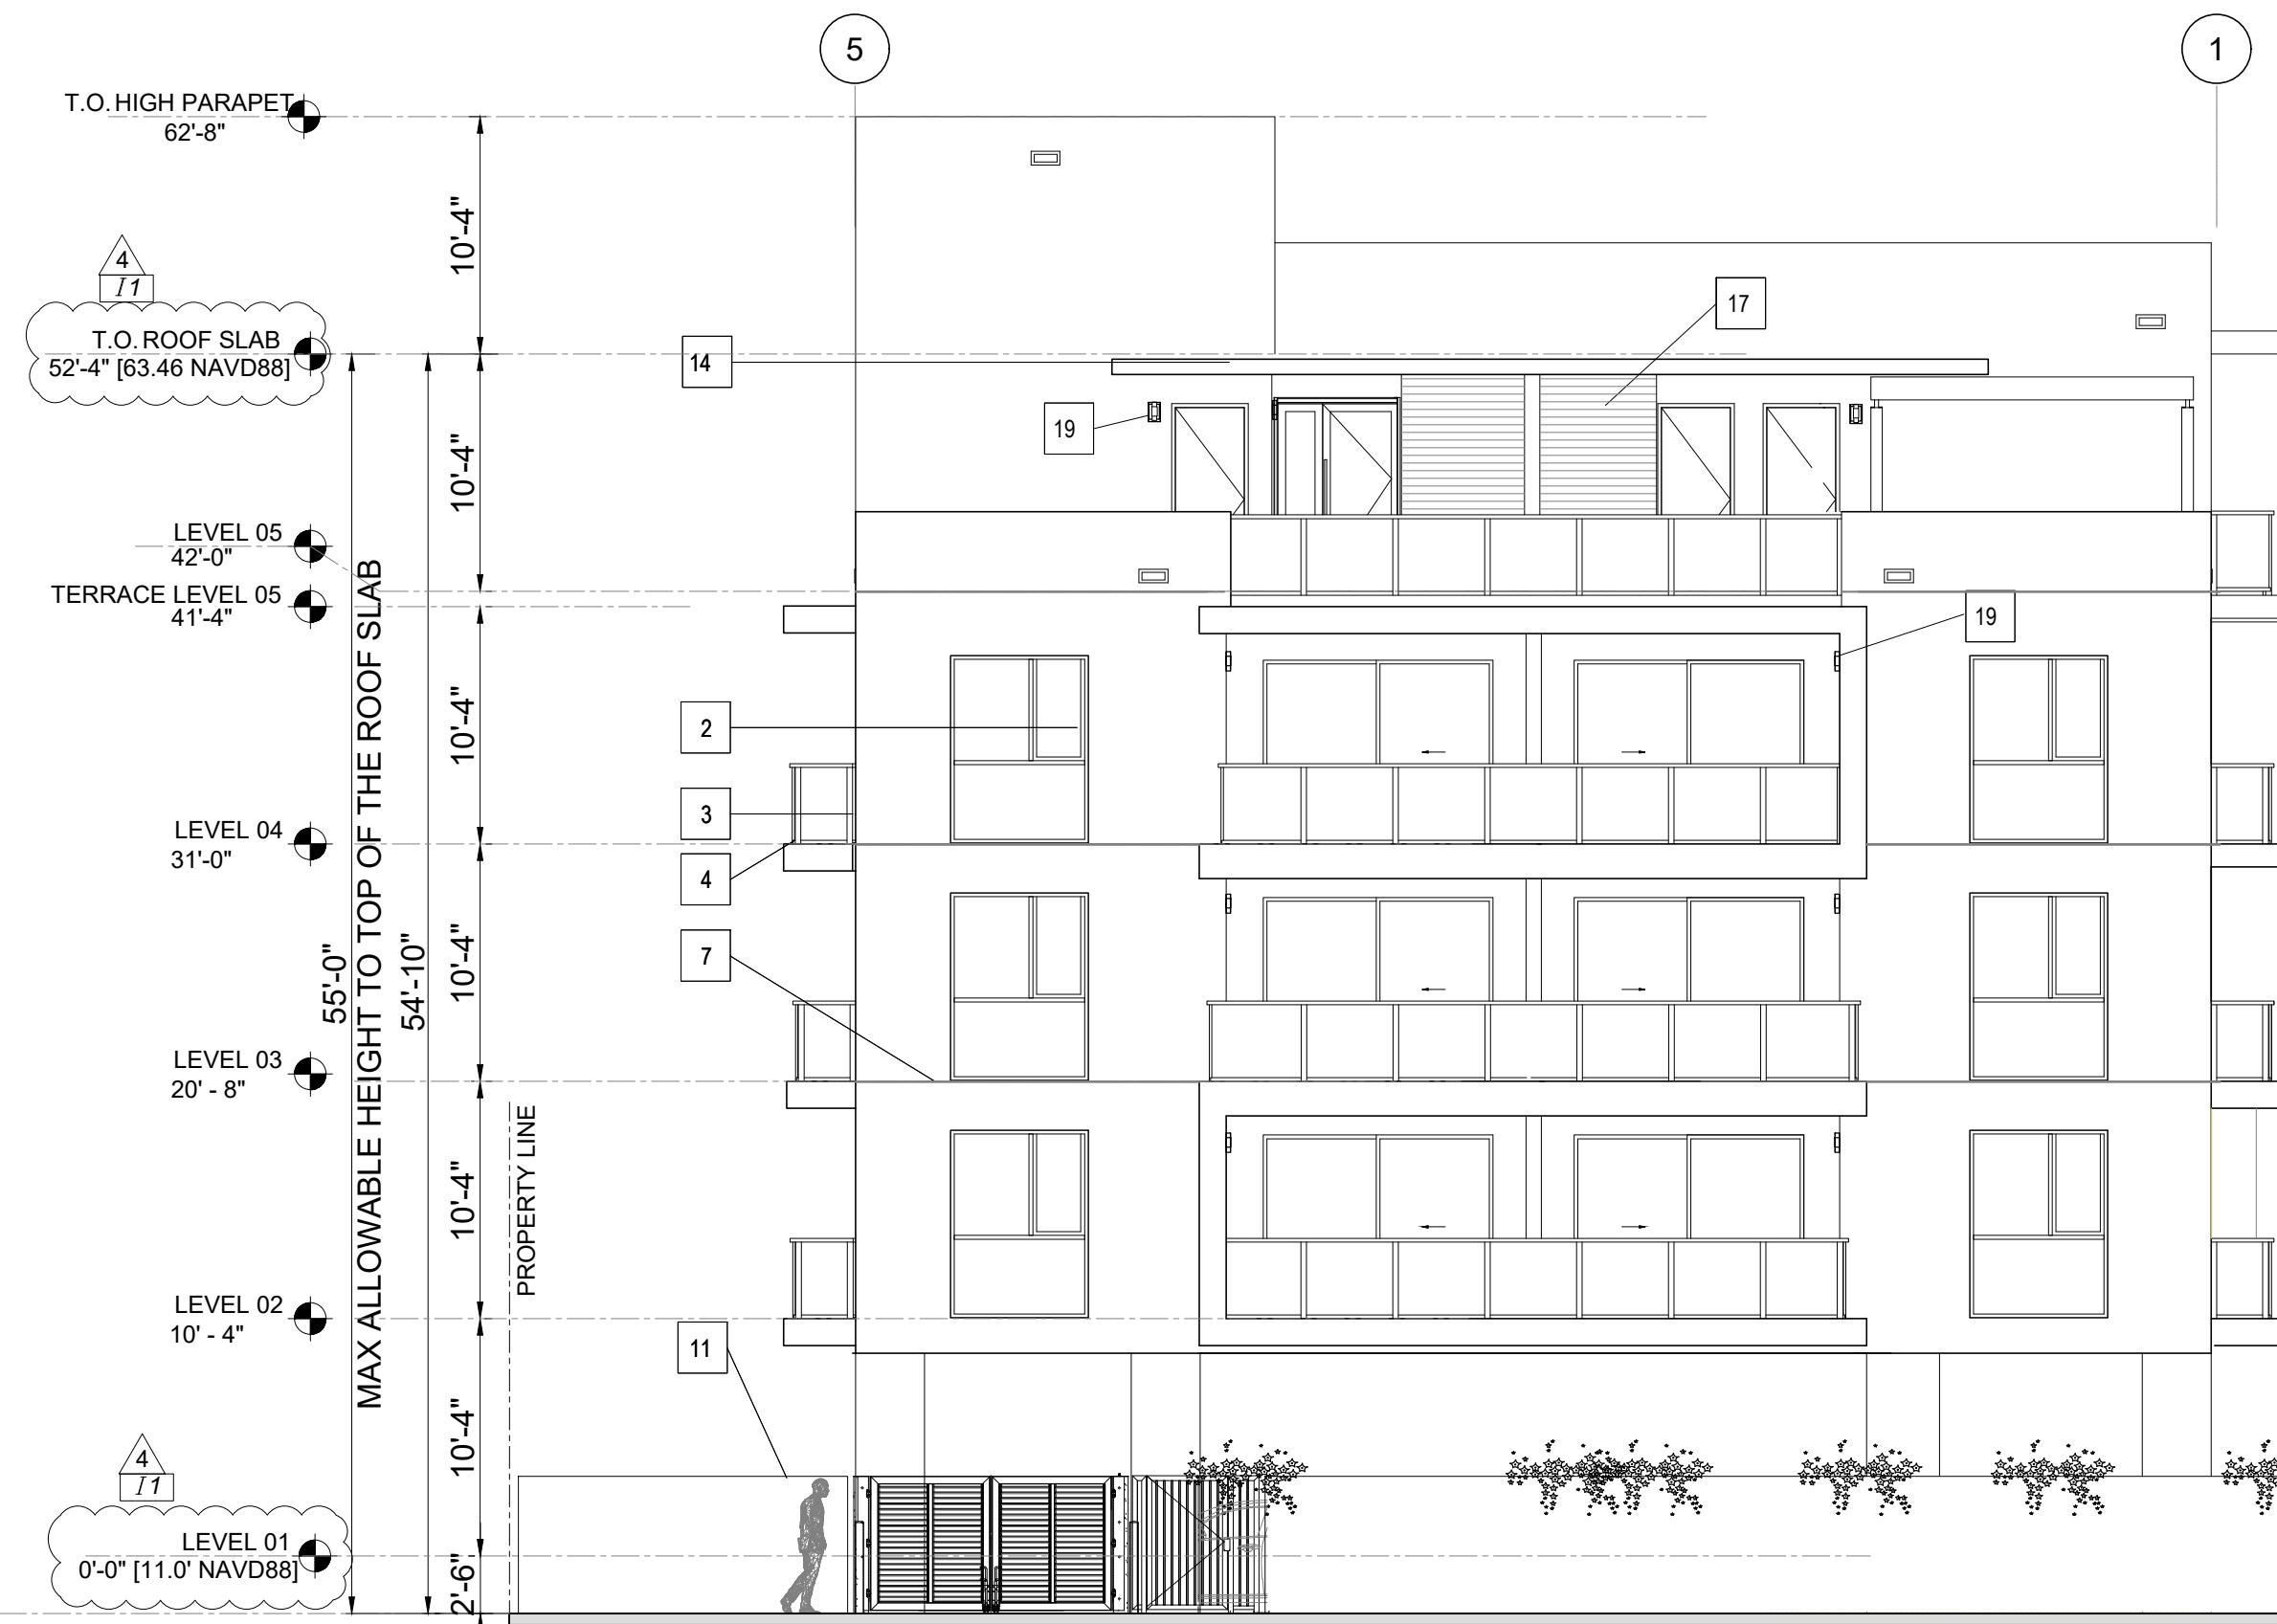 5
1
T.O. HIGH PARAPET
62'-8"
10'-4"
4
I1
17
T.O. ROOF SLAB
52'-4" [63.46 NAVD88]
14
19
10'-4"
LEVEL 05
42'-0"
TERRACE LEVEL 05
41'-4"
19
10'-4"
2
3
LEVEL 04
31'-0"
4
55'-0"
MAX ALLOWABLE HEIGHT TO TOP OF THE ROOF SLAB
54'-10"
10'-4"
7
LEVEL 03
20' - 8"
PROPERTY LINE
10'-4"
LEVEL 02
10' - 4"
11
10'-4"
4
I1
LEVEL 01
0'-0" [11.0' NAVD88]
2'-6"